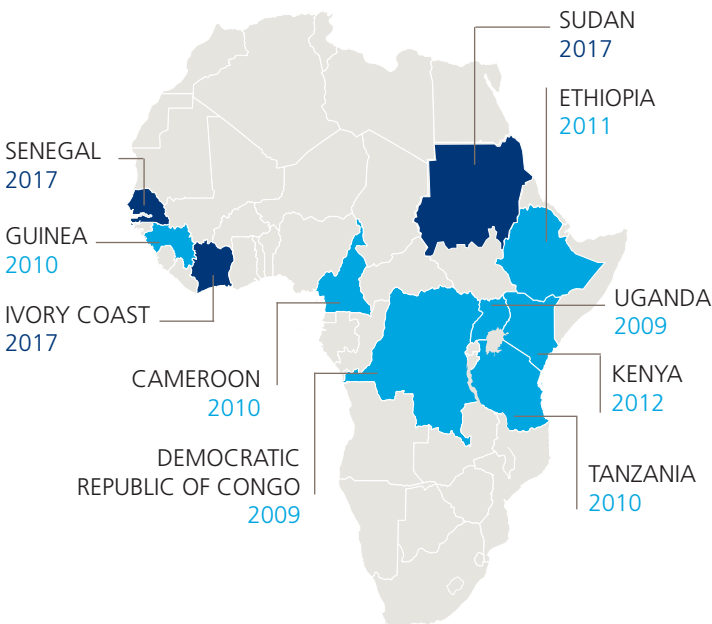 SUDAN
2017
ETHIOPIA
2011
SENEGAL
2017
GUINEA
2010
IVORY COAST
2017
UGANDA
2009
CAMEROON
2010
KENYA
2012
DEMOCRATIC
REPUBLIC OF CONGO
2009
TANZANIA
2010